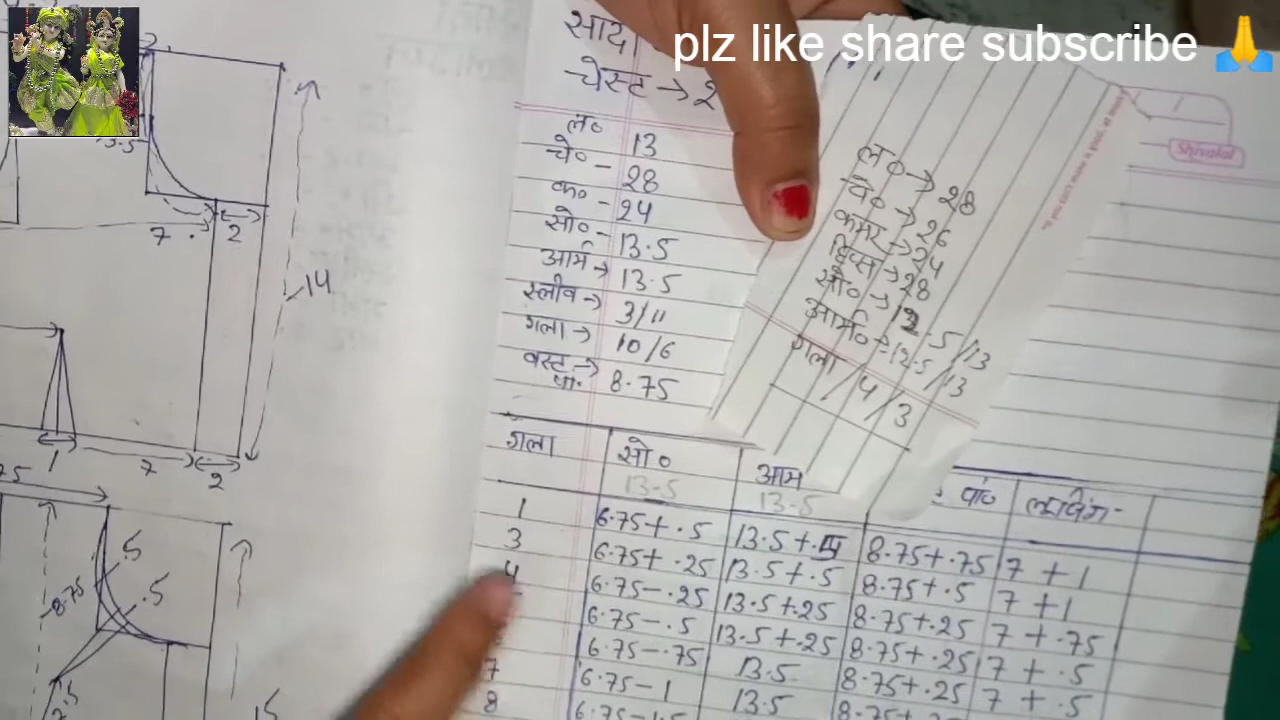 plz like share subscribe 🙏
सादा
चेस्ट →
ल० 13
चे० - 28
क० - 24
सो० - 13.5
आर्म → 13.5
स्लीव → 3/11
गला → 10/6
वस्ट →
पा. 8.75
ल० → 28
चे० → 26
कमर → 24
हिप्स → 28
सो० → 12.5/13
आर्म० = 12.5/13
गला / 4/3
Shivalal
गला सो० आर्म पा० लूजिंग-
13.5 13.5
1 6.75+.5 8.75+.75 7+1
3 6.75+.25 13.5+.5 8.75+.5 7+1
4 6.75-.25 13.5+.25 8.75+.25 7+.75
6.75-.5 13.5+.25 8.75+.25 7+.5
6.75-.75 13.5 8.75+.25 7+.5
7 6.75-1 13.5
8
13.5
7 2
14
1 7 2
75
8.75 .5
.5
.5
15